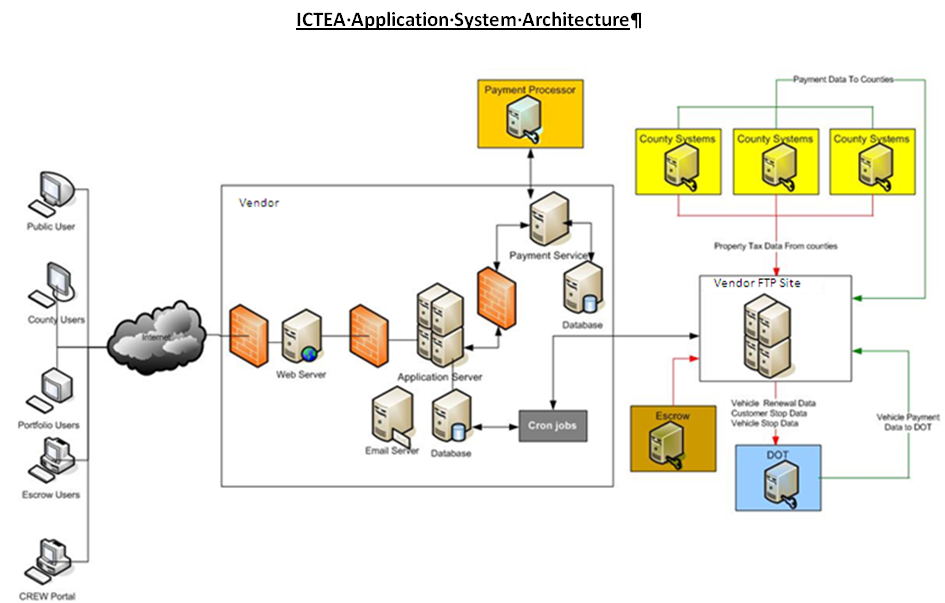 ICTEA·Application·System·Architecture¶
Payment Processor
Payment Data To Counties
County Systems
County Systems
County Systems
Public User
Vendor
Payment Service
Property Tax Data From counties
Vendor FTP Site
County Users
Internet
Database
Web Server
Application Server
Portfolio Users
Vehicle Renewal Data
Customer Stop Data
Vehicle Stop Data
Vehicle Payment
Data to DOT
Escrow
Cron jobs
Email Server
Database
DOT
Escrow Users
CREW Portal